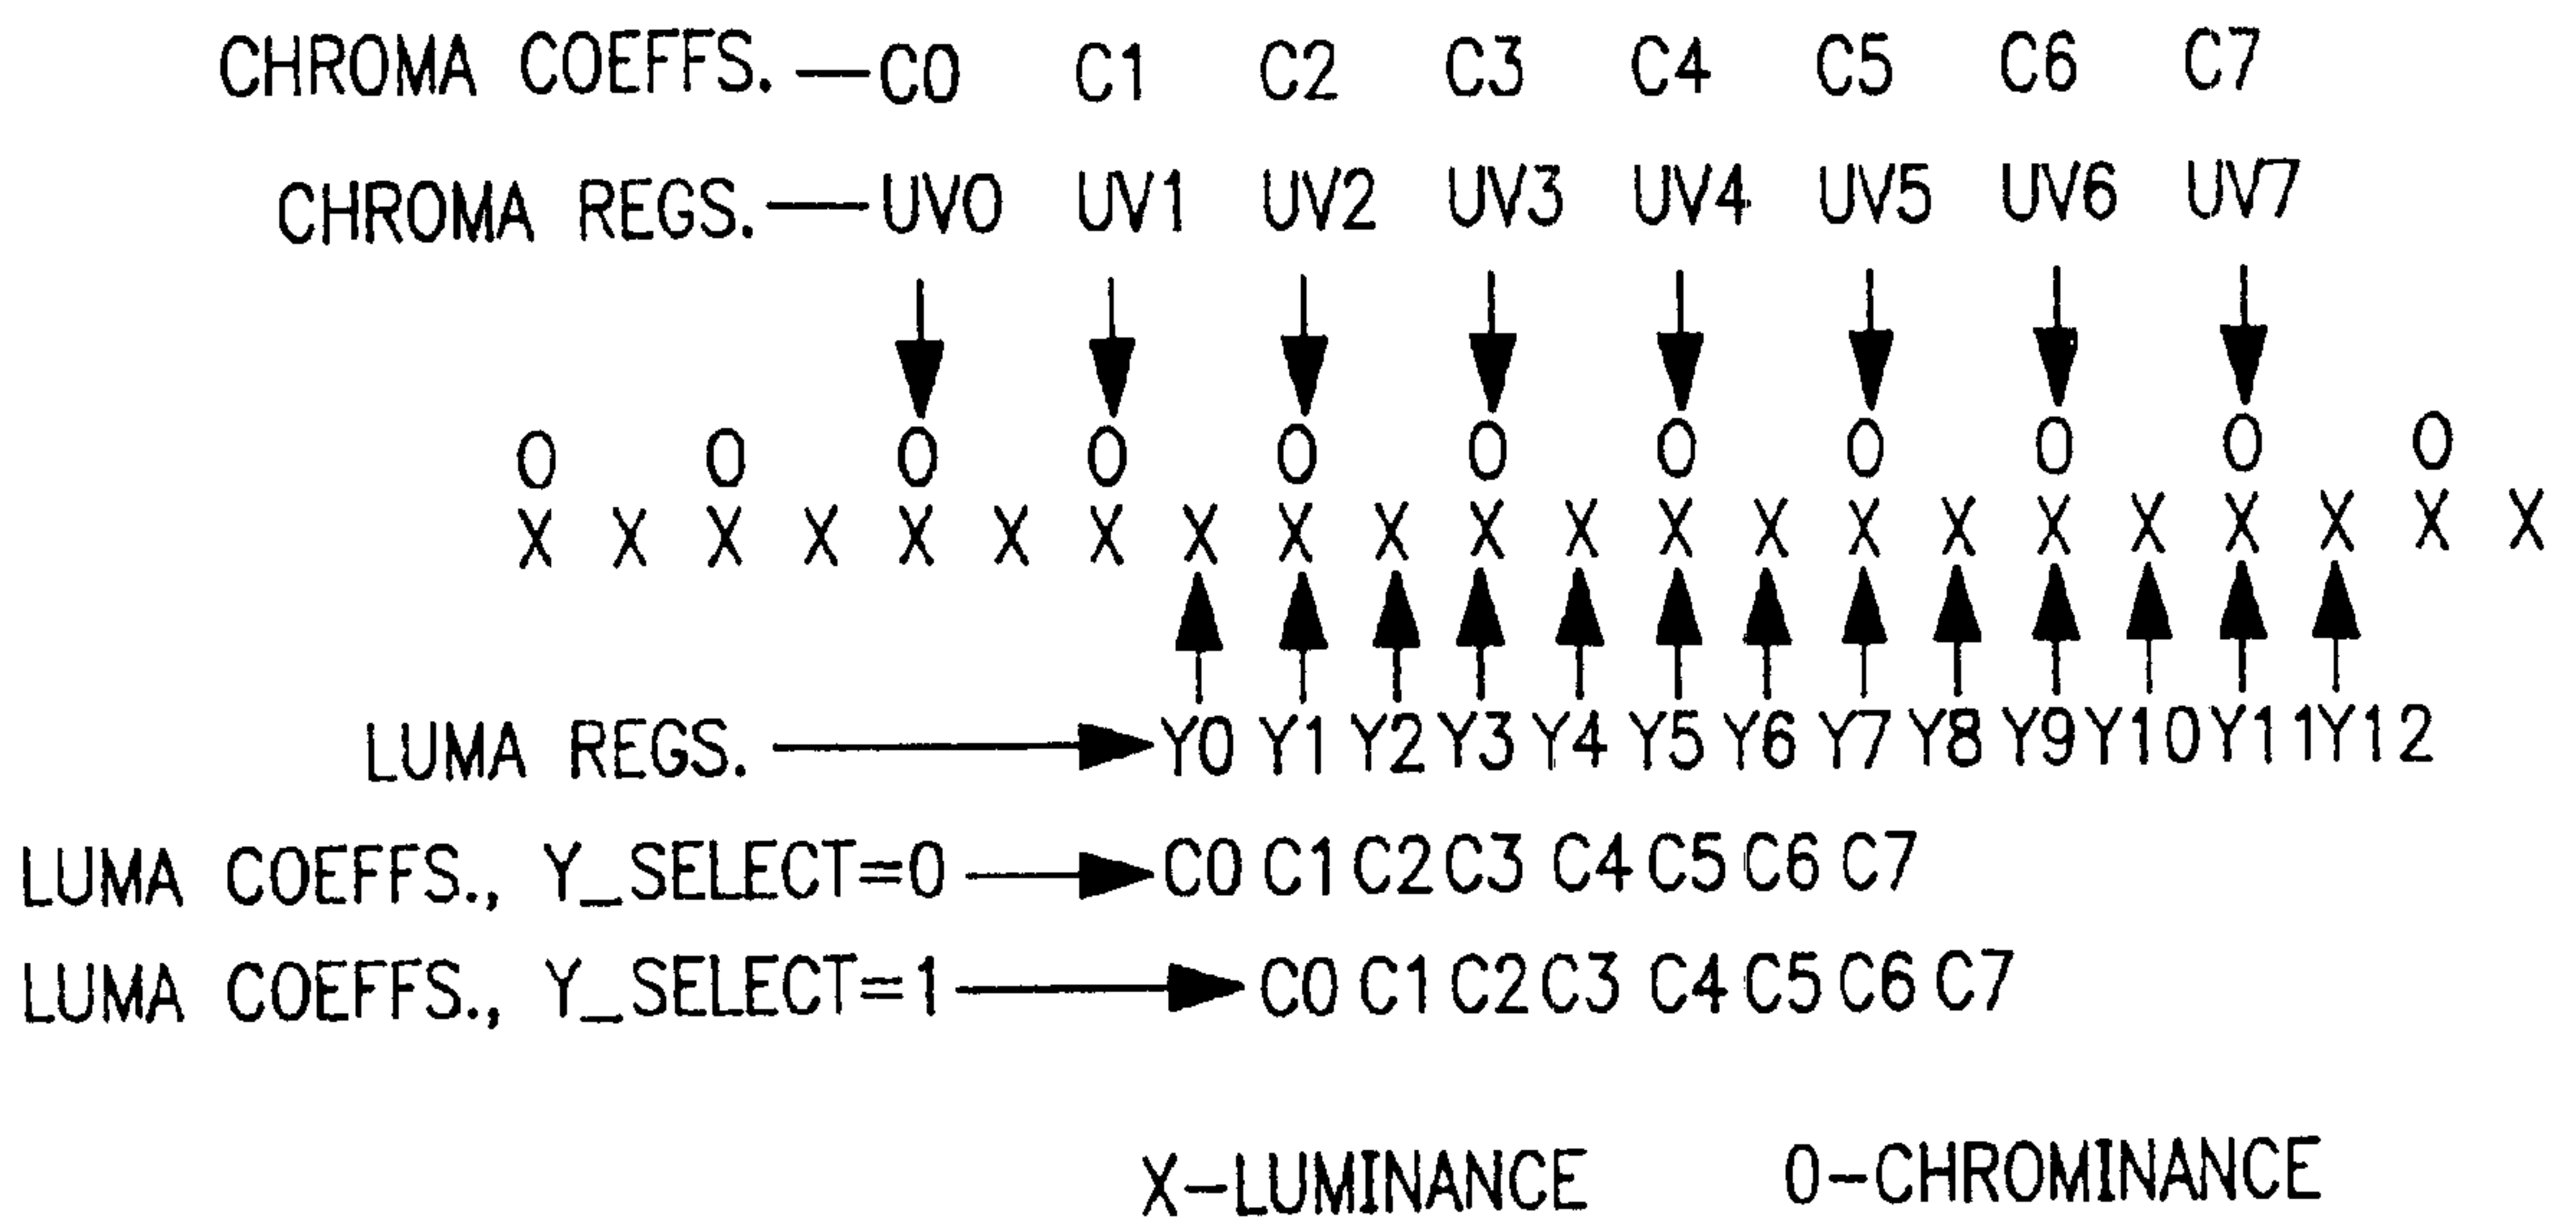 CHROMA COEFFS. — C0 C1 C2 C3 C4 C5 C6 C7
CHROMA REGS. — UV0 UV1 UV2 UV3 UV4 UV5 UV6 UV7
O O O O O O O O O O O
X X X X X X X X X X X X X X X X X X X X X X
LUMA REGS. Y0 Y1 Y2 Y3 Y4 Y5 Y6 Y7 Y8 Y9 Y10 Y11 Y12
LUMA COEFFS., Y_SELECT=0 C0 C1 C2 C3 C4 C5 C6 C7
LUMA COEFFS., Y_SELECT=1 C0 C1 C2 C3 C4 C5 C6 C7
X-LUMINANCE O-CHROMINANCE